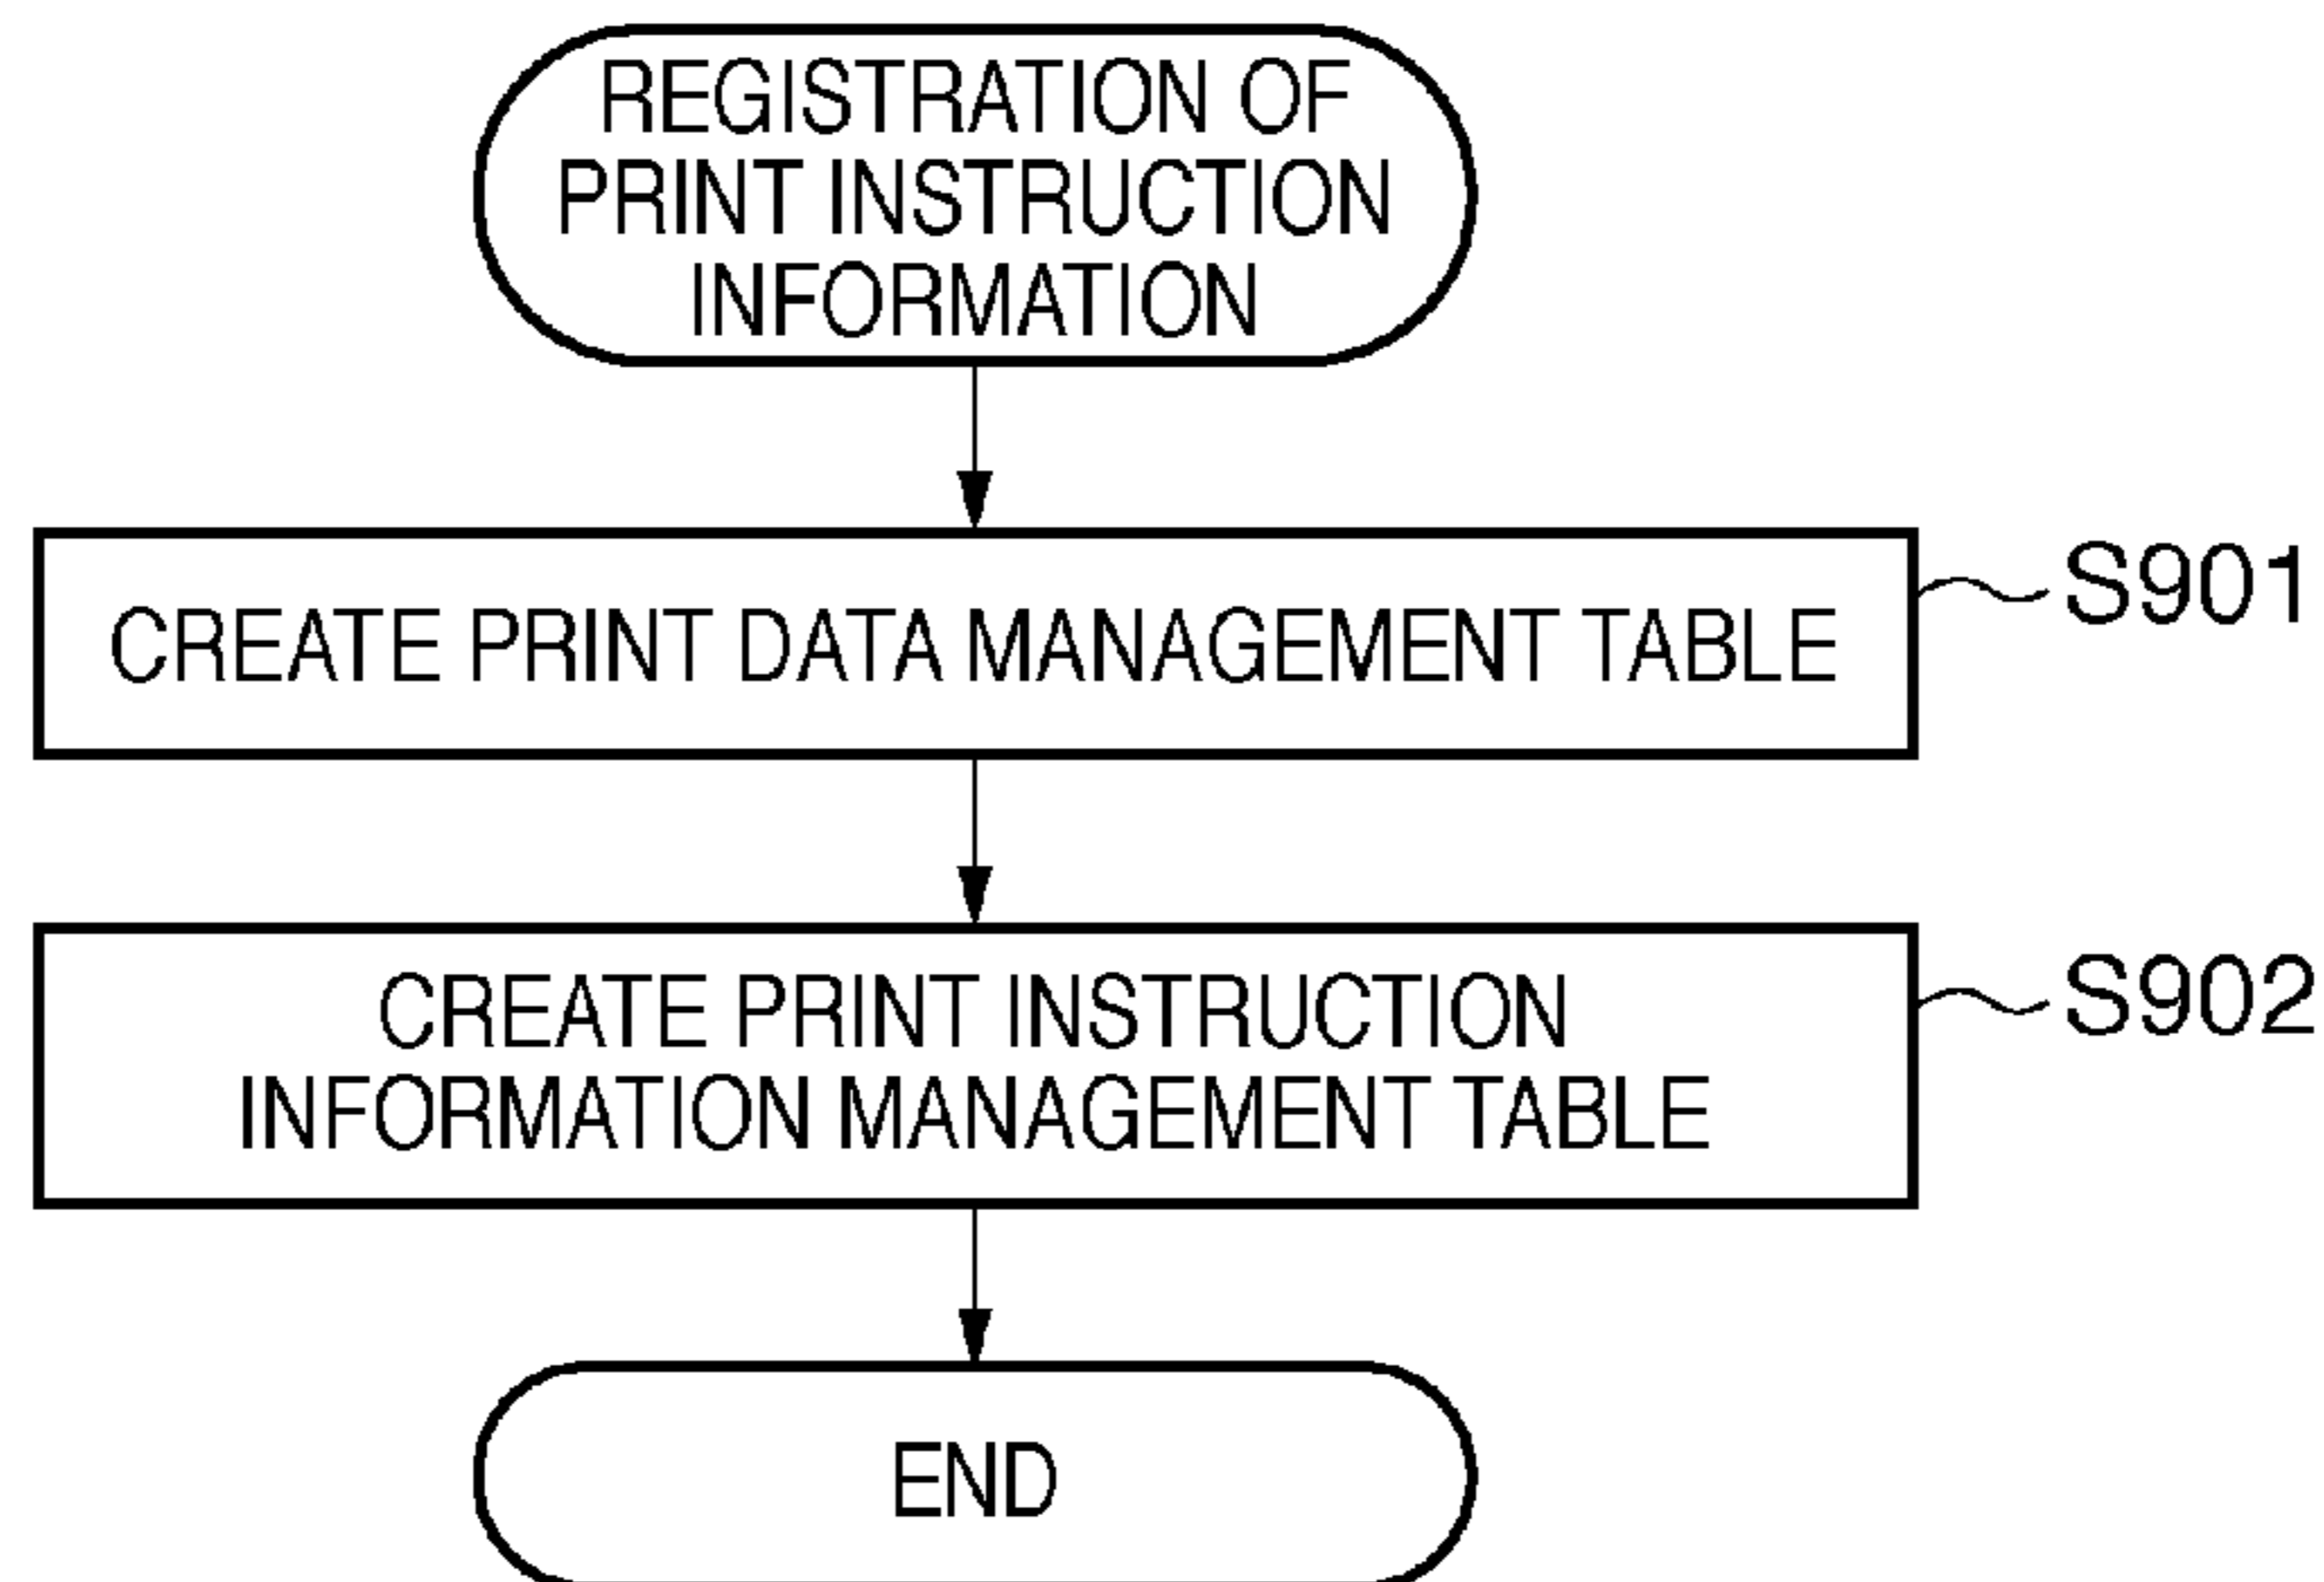 REGISTRATION OF
PRINT INSTRUCTION
INFORMATION
CREATE PRINT DATA MANAGEMENT TABLE
S901
CREATE PRINT INSTRUCTION
INFORMATION MANAGEMENT TABLE
S902
END